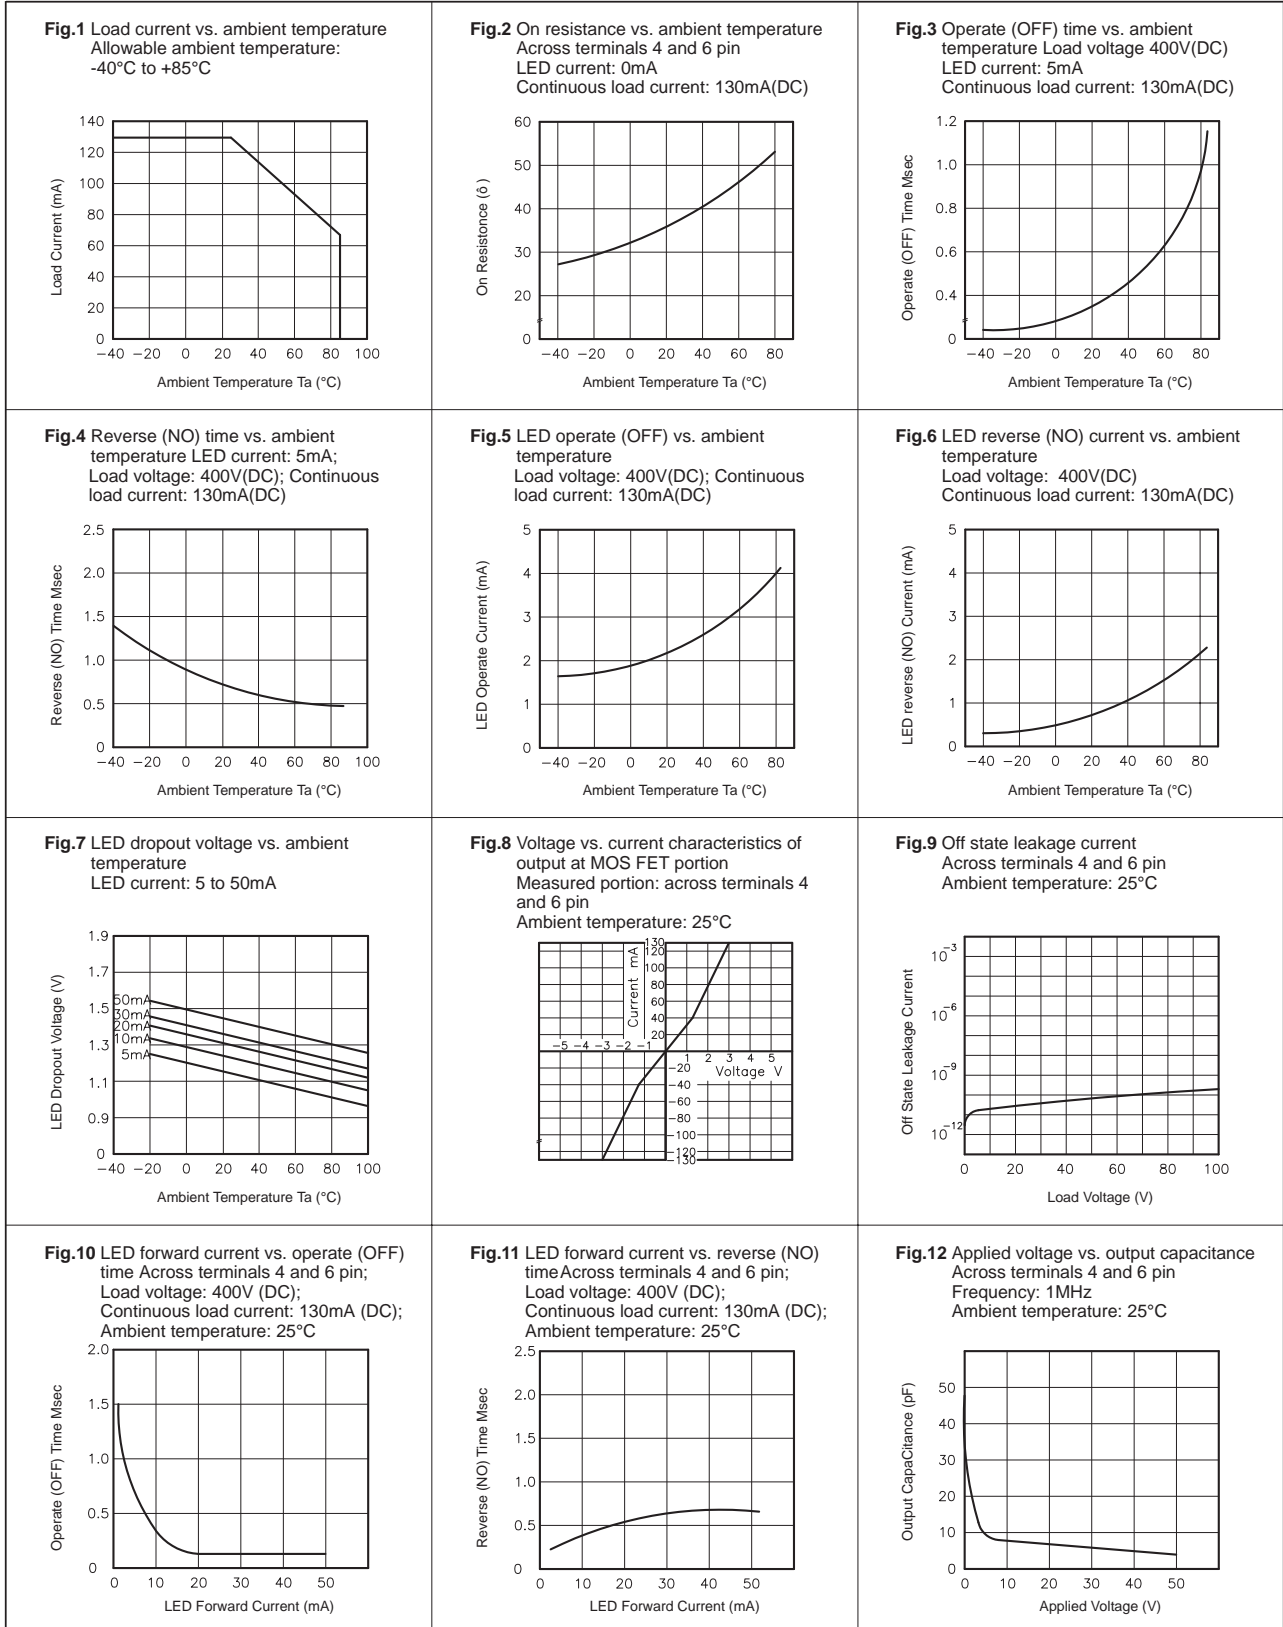 Fig.1 Load current vs. ambient temperature
Allowable ambient temperature:
-40°C to +85°C
140
120
100
80
60
40
20
0
Load Current (mA)
−40 −20 0 20 40 60 80 100
Ambient Temperature Ta (°C)
Fig.2 On resistance vs. ambient temperature
Across terminals 4 and 6 pin
LED current: 0mA
Continuous load current: 130mA(DC)
60
50
40
30
20
0
On Resistonce (ô )
−40 −20 0 20 40 60 80
Ambient Temperature Ta (°C)
Fig.3 Operate (OFF) time vs. ambient
temperature Load voltage 400V(DC)
LED current: 5mA
Continuous load current: 130mA(DC)
1.2
1.0
0.8
0.6
0.4
0
Operate (OFF) Time Msec
−40 −20 0 20 40 60 80
Ambient Temperature Ta (°C)
Fig.4 Reverse (NO) time vs. ambient
temperature LED current: 5mA;
Load voltage: 400V(DC); Continuous
load current: 130mA(DC)
2.5
2.0
1.5
1.0
0.5
0
Reverse (NO) Time Msec
−40 −20 0 20 40 60 80 100
Ambient Temperature Ta (°C)
Fig.5 LED operate (OFF) vs. ambient
temperature
Load voltage: 400V(DC); Continuous
load current: 130mA(DC)
5
4
3
2
1
0
LED Operate Current (mA)
−40 −20 0 20 40 60 80
Ambient Temperature Ta (°C)
Fig.6 LED reverse (NO) current vs. ambient
temperature
Load voltage: 400V(DC)
Continuous load current: 130mA(DC)
5
4
3
2
1
0
LED reverse (NO) Current (mA)
−40 −20 0 20 40 60 80
Ambient Temperature Ta (°C)
Fig.7 LED dropout voltage vs. ambient
temperature
LED current: 5 to 50mA
1.9
1.7
1.5
1.3
1.1
0.9
0
LED Dropout Voltage (V)
50mA
30mA
20mA
10mA
5mA
−40 −20 0 20 40 60 80 100
Ambient Temperature Ta (°C)
Fig.8 Voltage vs. current characteristics of
output at MOS FET portion
Measured portion: across terminals 4
and 6 pin
Ambient temperature: 25°C
Current mA
130
120
100
80
60
40
20
−5 −4 −3 −2 −1
1 2 3 4 5
Voltage V
−20
−40
−60
−80
−100
−120
−130
Fig.9 Off state leakage current
Across terminals 4 and 6 pin
Ambient temperature: 25°C
10−3
10−6
10−9
10−12
Off State Leakage Current
0 20 40 60 80 100
Load Voltage (V)
Fig.10 LED forward current vs. operate (OFF)
time Across terminals 4 and 6 pin;
Load voltage: 400V (DC);
Continuous load current: 130mA (DC);
Ambient temperature: 25°C
2.0
1.5
1.0
0.5
0
Operate (OFF) Time Msec
0 10 20 30 40 50
LED Forward Current (mA)
Fig.11 LED forward current vs. reverse (NO)
timeAcross terminals 4 and 6 pin;
Load voltage: 400V (DC);
Continuous load current: 130mA (DC);
Ambient temperature: 25°C
2.5
2.0
1.5
1.0
0.5
0
Reverse (NO) Time Msec
0 10 20 30 40 50
LED Forward Current (mA)
Fig.12 Applied voltage vs. output capacitance
Across terminals 4 and 6 pin
Frequency: 1MHz
Ambient temperature: 25°C
50
40
30
20
10
0
Output CapaCitance (pF)
0 10 20 30 40 50
Applied Voltage (V)